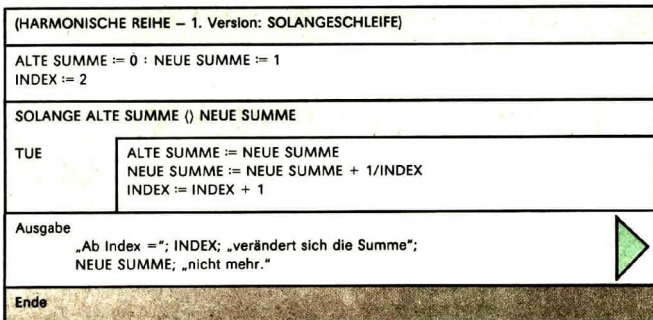 (HARMONISCHE REIHE – 1. Version: SOLANGESCHLEIFE)
ALTE SUMME := 0 : NEUE SUMME := 1
INDEX := 2
SOLANGE ALTE SUMME ⟨⟩ NEUE SUMME
TUE
ALTE SUMME := NEUE SUMME
NEUE SUMME := NEUE SUMME + 1/INDEX
INDEX := INDEX + 1
Ausgabe
„Ab Index =“; INDEX; „verändert sich die Summe“;
NEUE SUMME; „nicht mehr.“
Ende